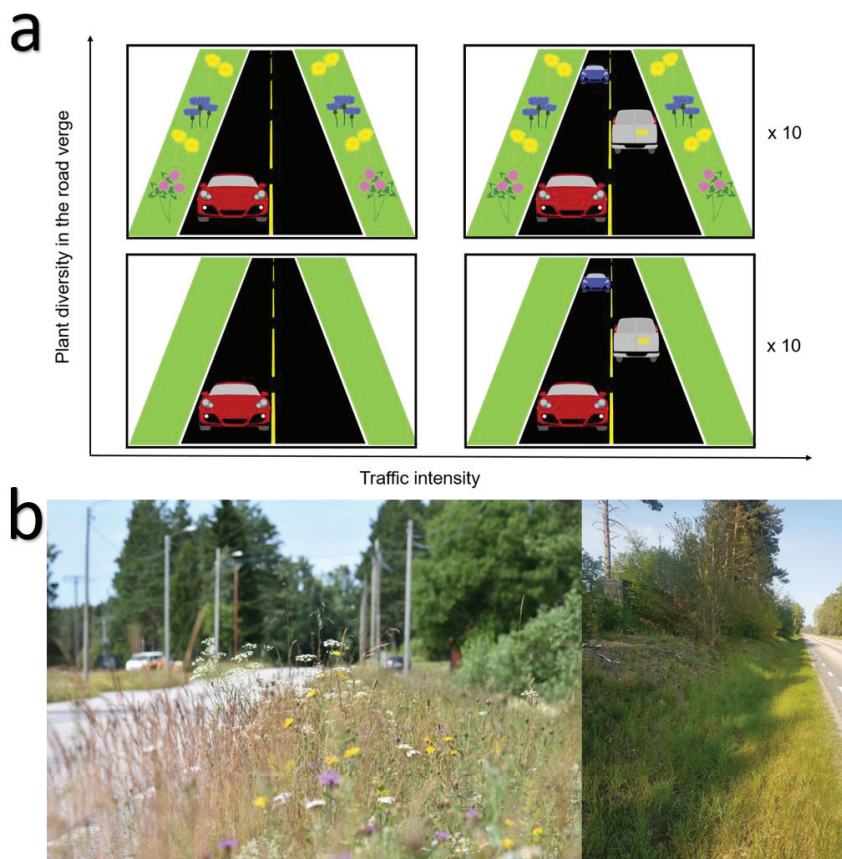 a
Plant diversity in the road verge
x 10
x 10
Traffic intensity
b